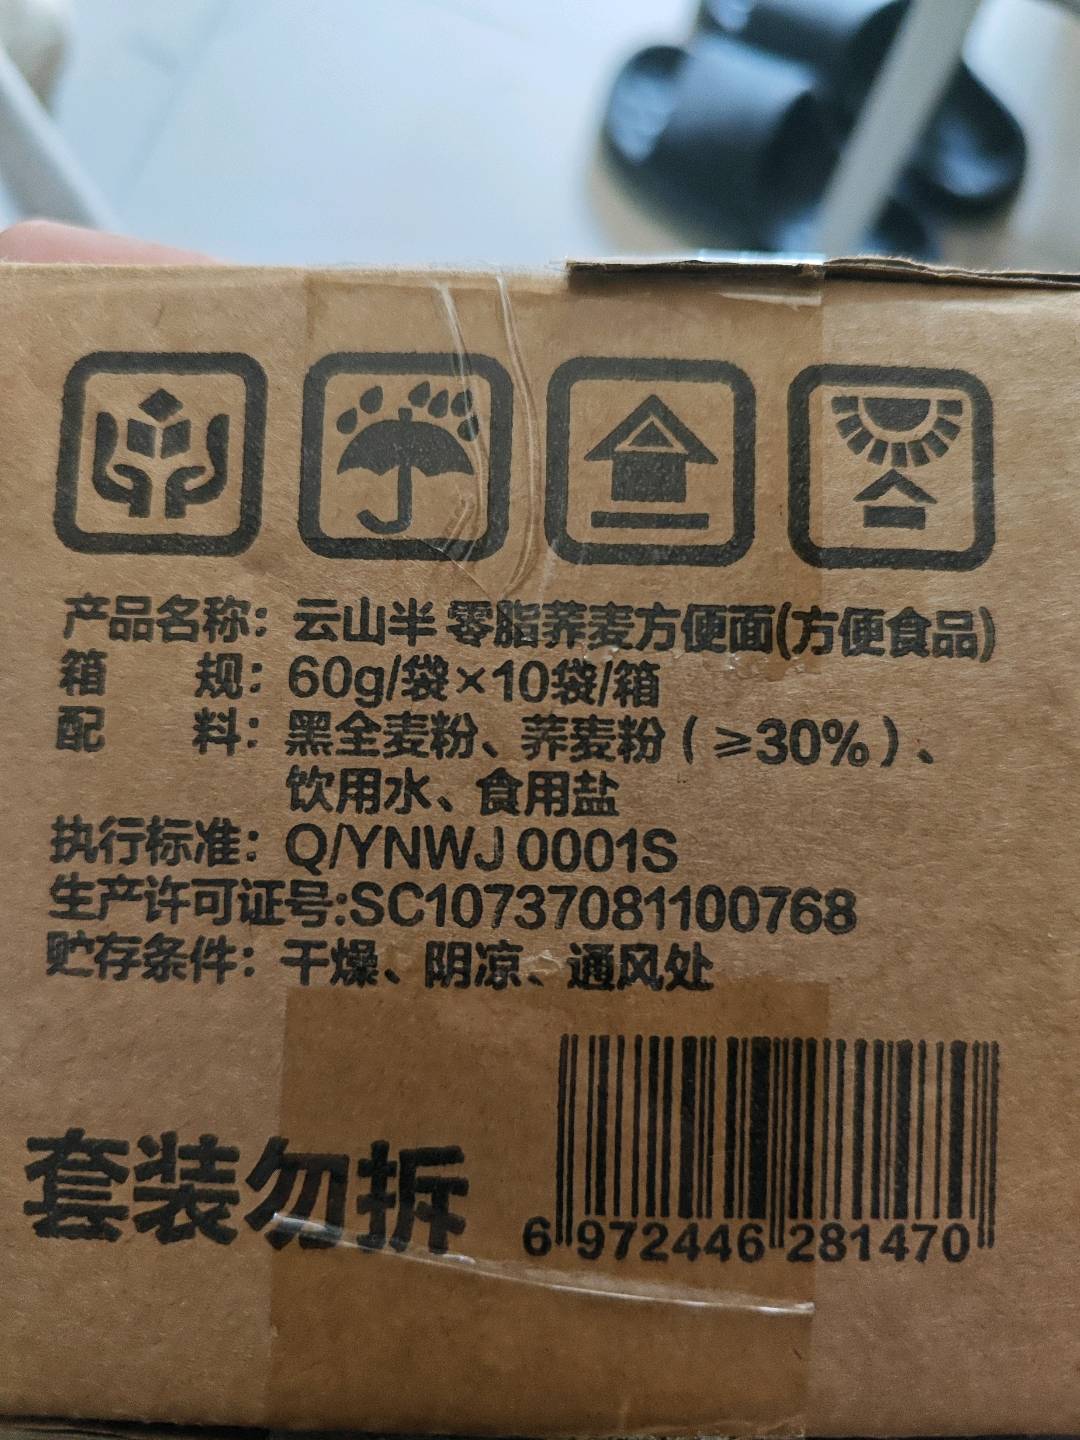 产品名称：云山半 零脂荞麦方便面(方便食品)
箱 规：60g/袋×10袋/箱
配 料：黑全麦粉、荞麦粉（≥30%）、
饮用水、食用盐
执行标准：Q/YNWJ 0001S
生产许可证号:SC10737081100768
贮存条件：干燥、阴凉、通风处
套装勿拆
6 972446 281470